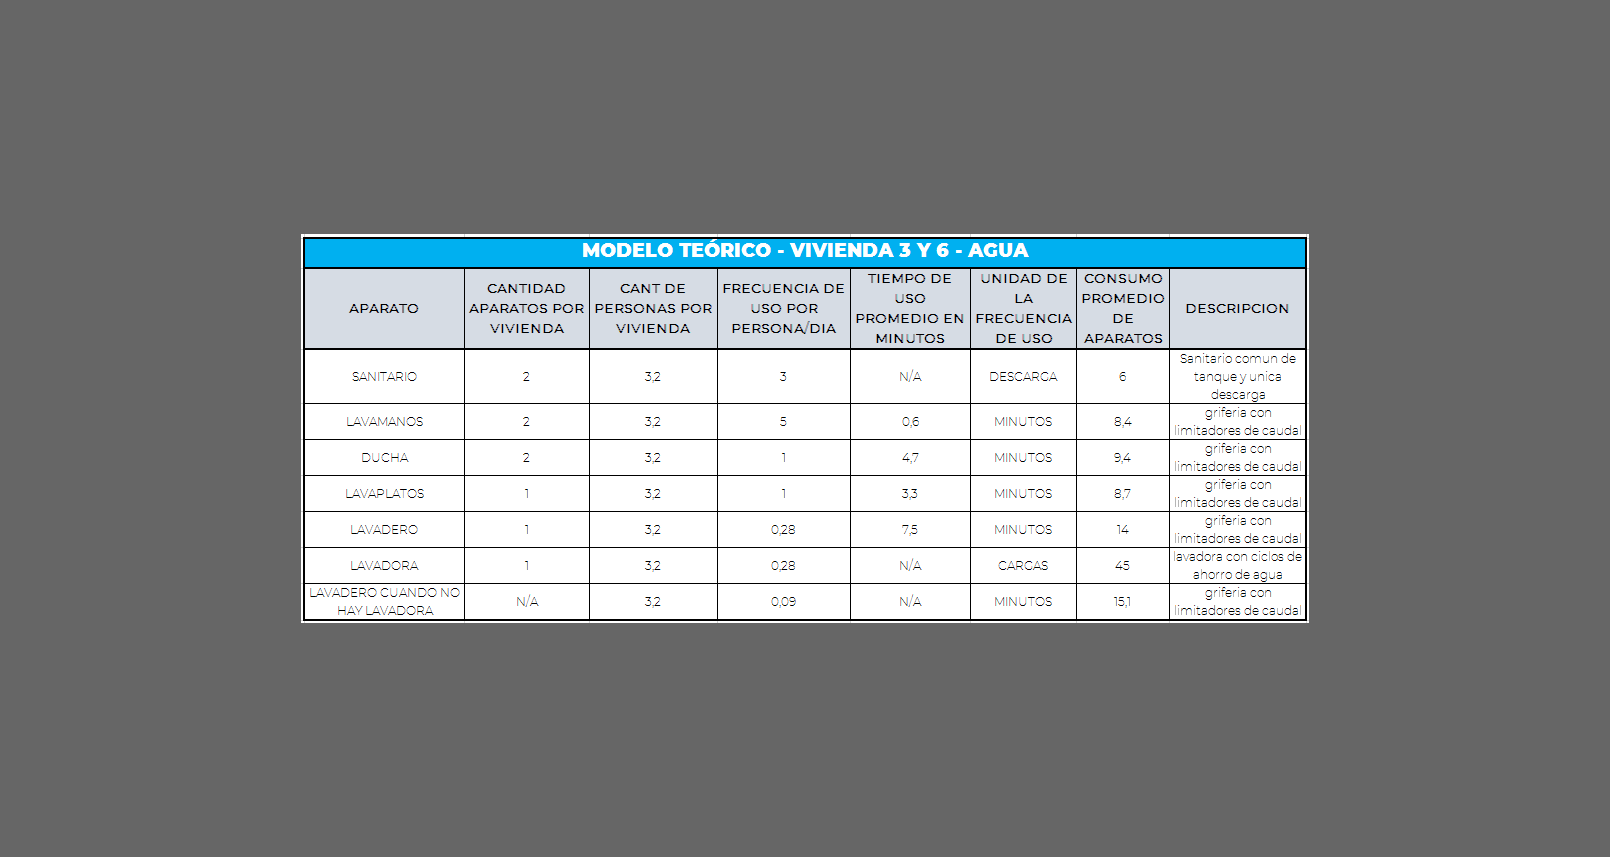 MODELO TEÓRICO - VIVIENDA 3 Y 6 - AGUA
APARATO
CANTIDAD
APARATOS POR
VIVIENDA
CANT DE
PERSONAS POR
VIVIENDA
FRECUENCIA DE
USO POR
PERSONA/DIA
TIEMPO DE
USO
PROMEDIO EN
MINUTOS
UNIDAD DE
LA
FRECUENCIA
DE USO
CONSUMO
PROMEDIO
DE
APARATOS
DESCRIPCION
SANITARIO 2 3,2 3 N/A DESCARGA 6
Sanitario comun de
tanque y unica
descarga
LAVAMANOS 2 3,2 5 0,6 MINUTOS 8,4
griferia con
limitadores de caudal
DUCHA 2 3,2 1 4,7 MINUTOS 9,4
griferia con
limitadores de caudal
LAVAPLATOS 1 3,2 1 3,3 MINUTOS 8,7
griferia con
limitadores de caudal
LAVADERO 1 3,2 0,28 7,5 MINUTOS 14
griferia con
limitadores de caudal
LAVADORA 1 3,2 0,28 N/A CARGAS 45
lavadora con ciclos de
ahorro de agua
LAVADERO CUANDO NO
HAY LAVADORA
N/A 3,2 0,09 N/A MINUTOS 15,1
griferia con
limitadores de caudal